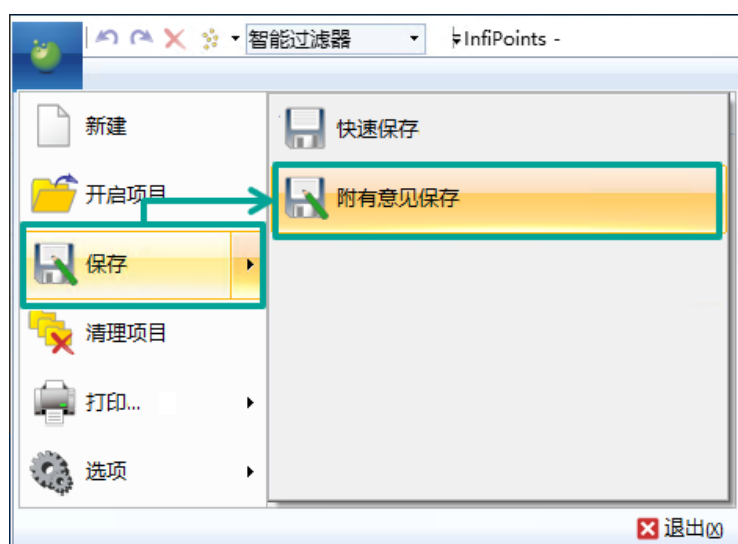 智能过滤器
InfiPoints -
新建
快速保存
开启项目
附有意见保存
保存
清理项目
打印...
选项
退出(X)